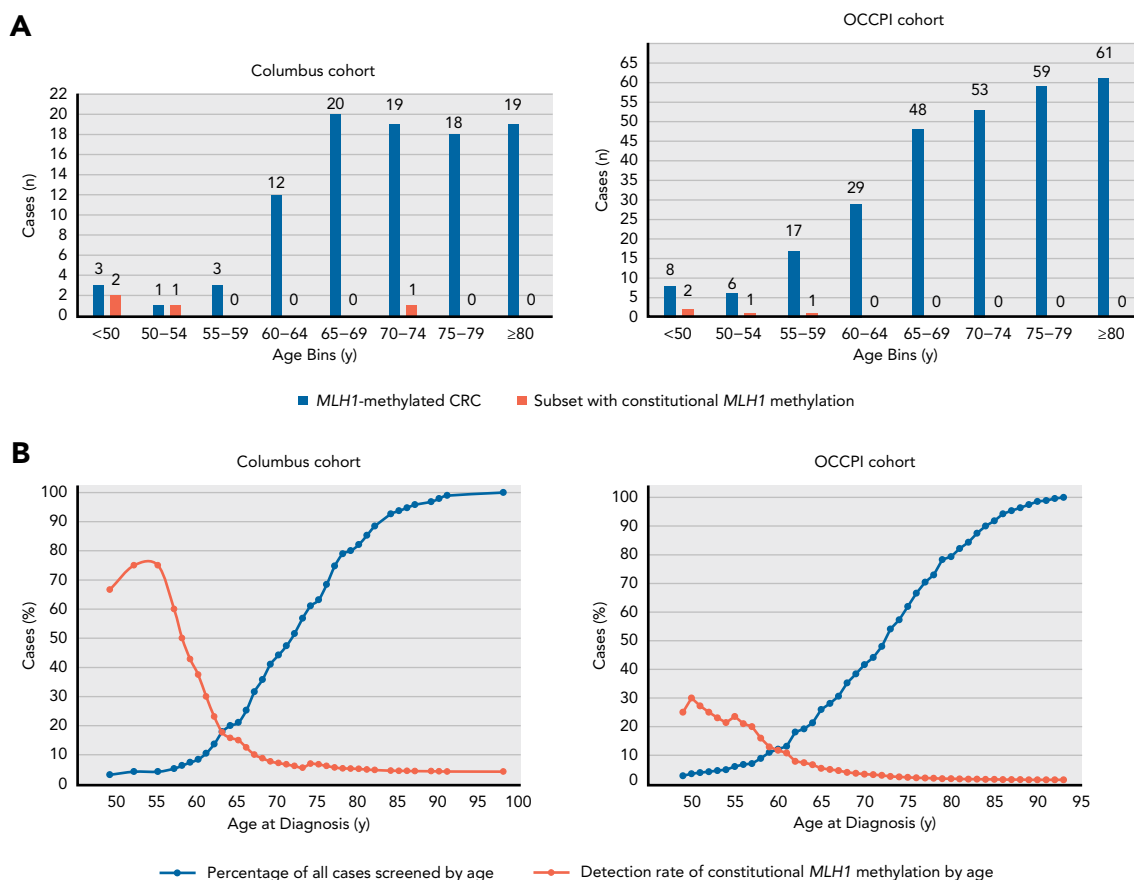 A
Columbus cohort
Cases (n)
22
20
18
16
14
12
10
8
6
4
2
0
3 2 1 1 3 0 12 0 20 0 19 1 18 0 19 0
<50 50–54 55–59 60–64 65–69 70–74 75–79 ≥80
Age Bins (y)
OCCPI cohort
Cases (n)
65
60
55
50
45
40
35
30
25
20
15
10
5
0
8 2 6 1 17 1 29 0 48 0 53 0 59 0 61 0
<50 50–54 55–59 60–64 65–69 70–74 75–79 ≥80
Age Bins (y)
MLH1-methylated CRC Subset with constitutional MLH1 methylation
B
Columbus cohort
Cases (%)
100
90
80
70
60
50
40
30
20
10
0
50 55 60 65 70 75 80 85 90 95 100
Age at Diagnosis (y)
OCCPI cohort
Cases (%)
100
90
80
70
60
50
40
30
20
10
0
45 50 55 60 65 70 75 80 85 90 95
Age at Diagnosis (y)
Percentage of all cases screened by age Detection rate of constitutional MLH1 methylation by age